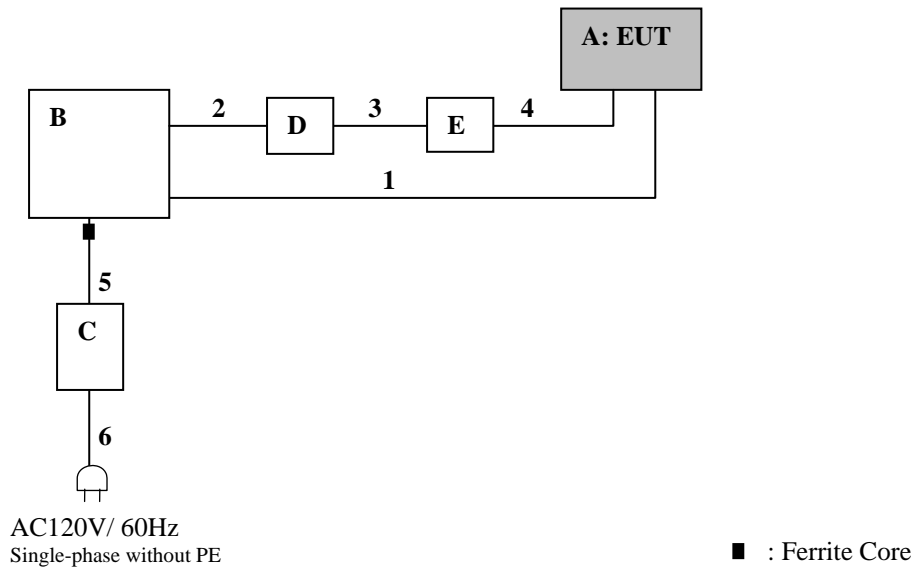 A: EUT
B
2
D
3
E
4
1
5
C
6
AC120V/ 60Hz
Single-phase without PE
: Ferrite Core